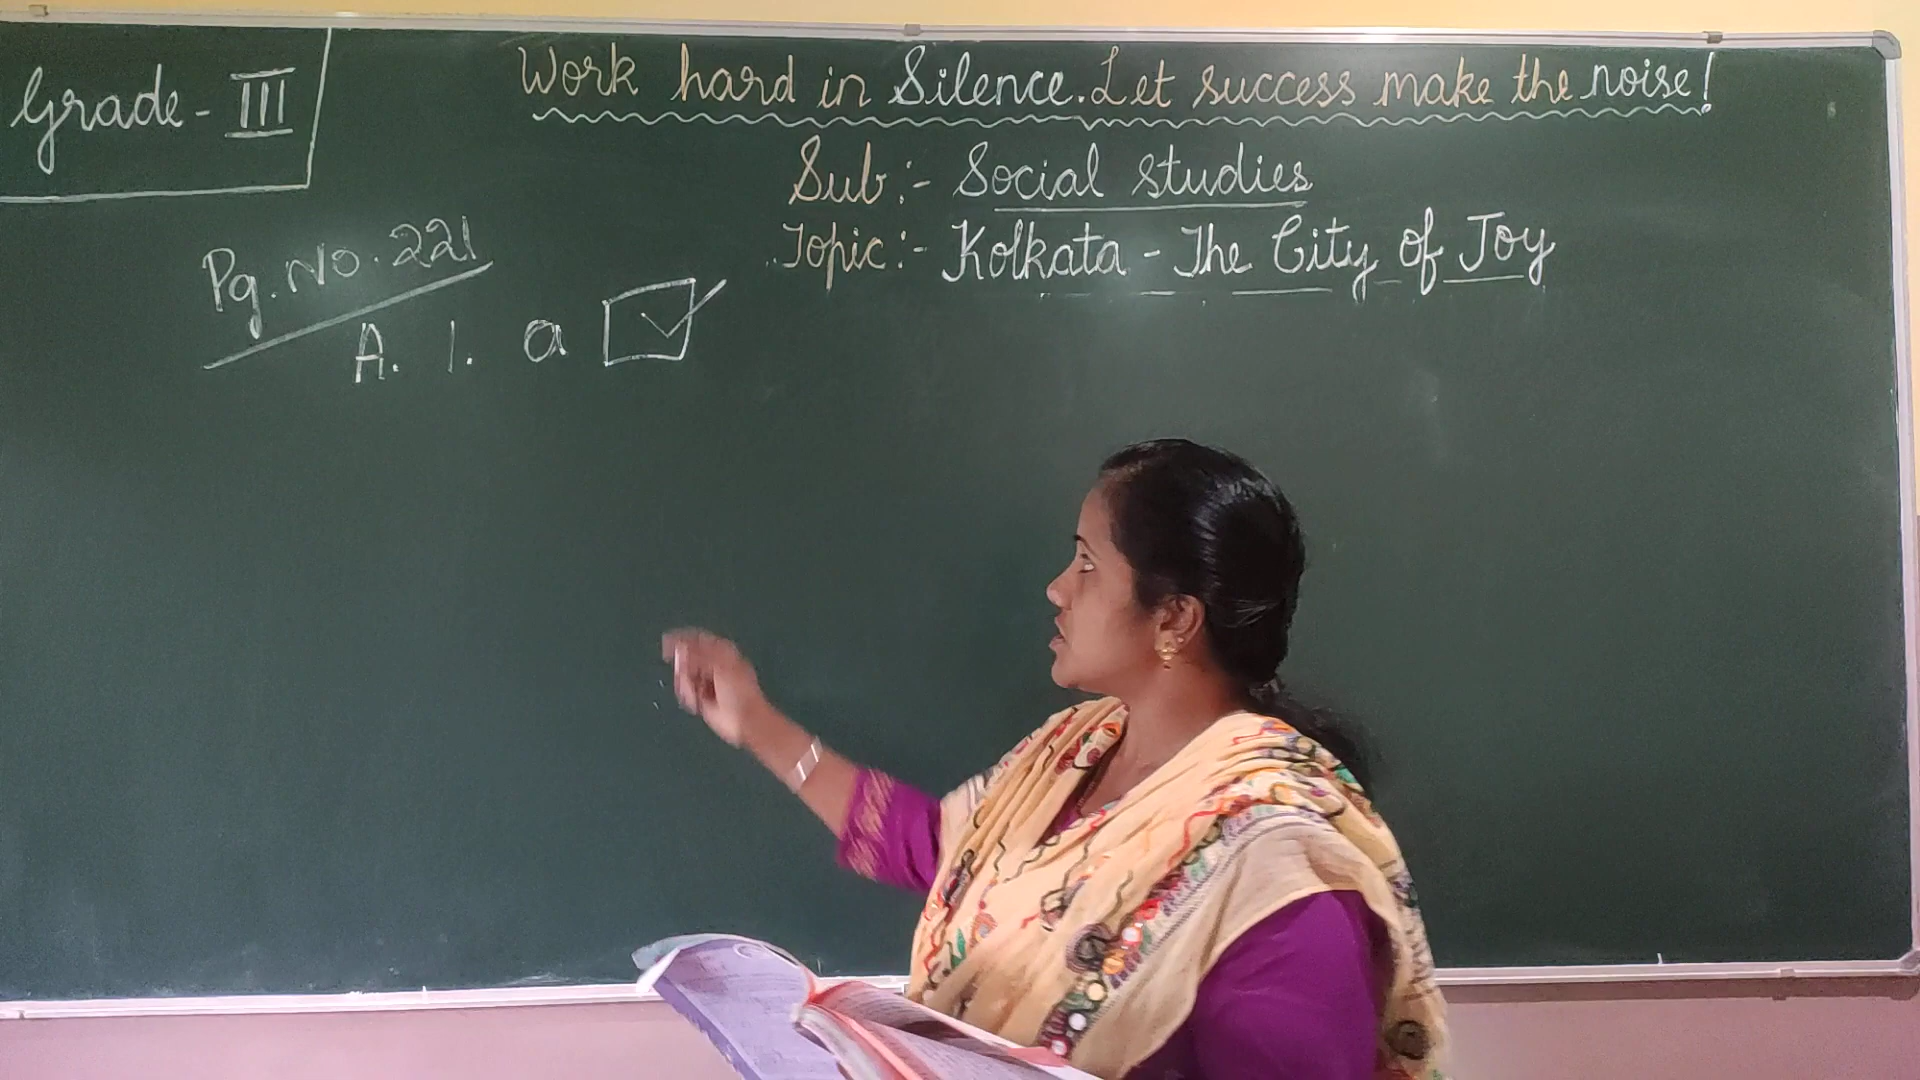 Grade - III
Work hard in Silence. Let success make the noise!
Sub:- Social studies
Topic:- Kolkata - The City of Joy
Pg. No. 221
A. 1. a ☑